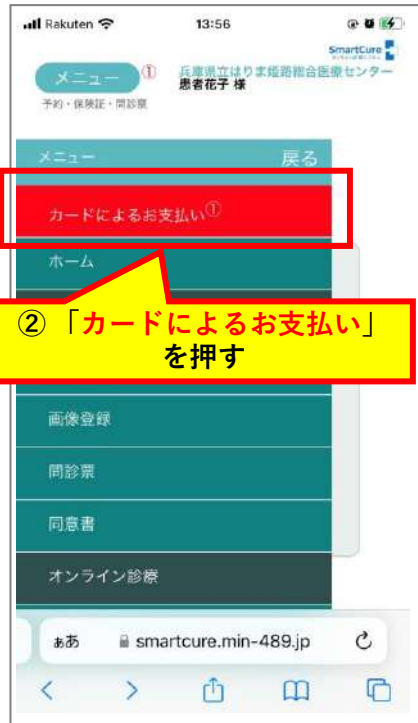 Rakuten 13:56
SmartCure
メニュー ①
兵庫県立はりま姫路総合医療センター
患者花子 様
予約・保険証・問診票
メニュー 戻る
カードによるお支払い①
ホーム
②「カードによるお支払い」
を押す
画像登録
問診票
同意書
オンライン診療
ぁあ smartcure.min-489.jp